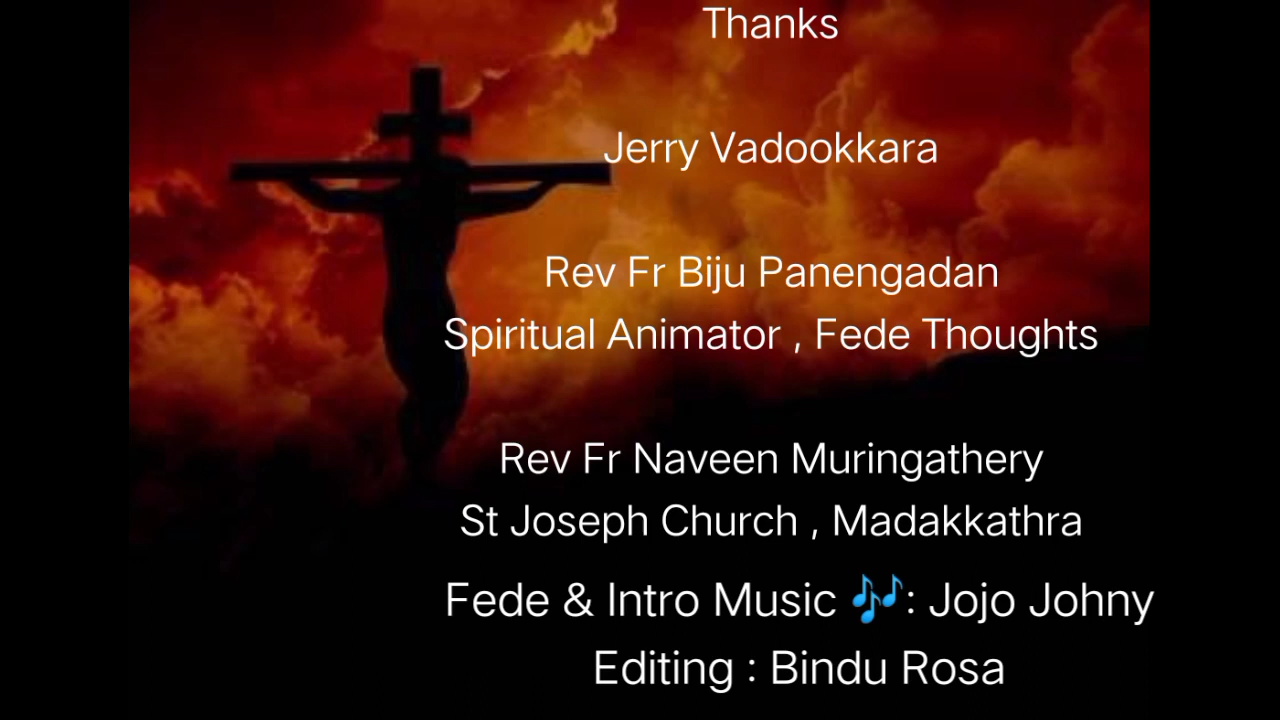 Thanks
Jerry Vadookkara
Rev Fr Biju Panengadan
Spiritual Animator , Fede Thoughts
Rev Fr Naveen Muringathery
St Joseph Church , Madakkathra
Fede & Intro Music 🎶: Jojo Johny
Editing : Bindu Rosa